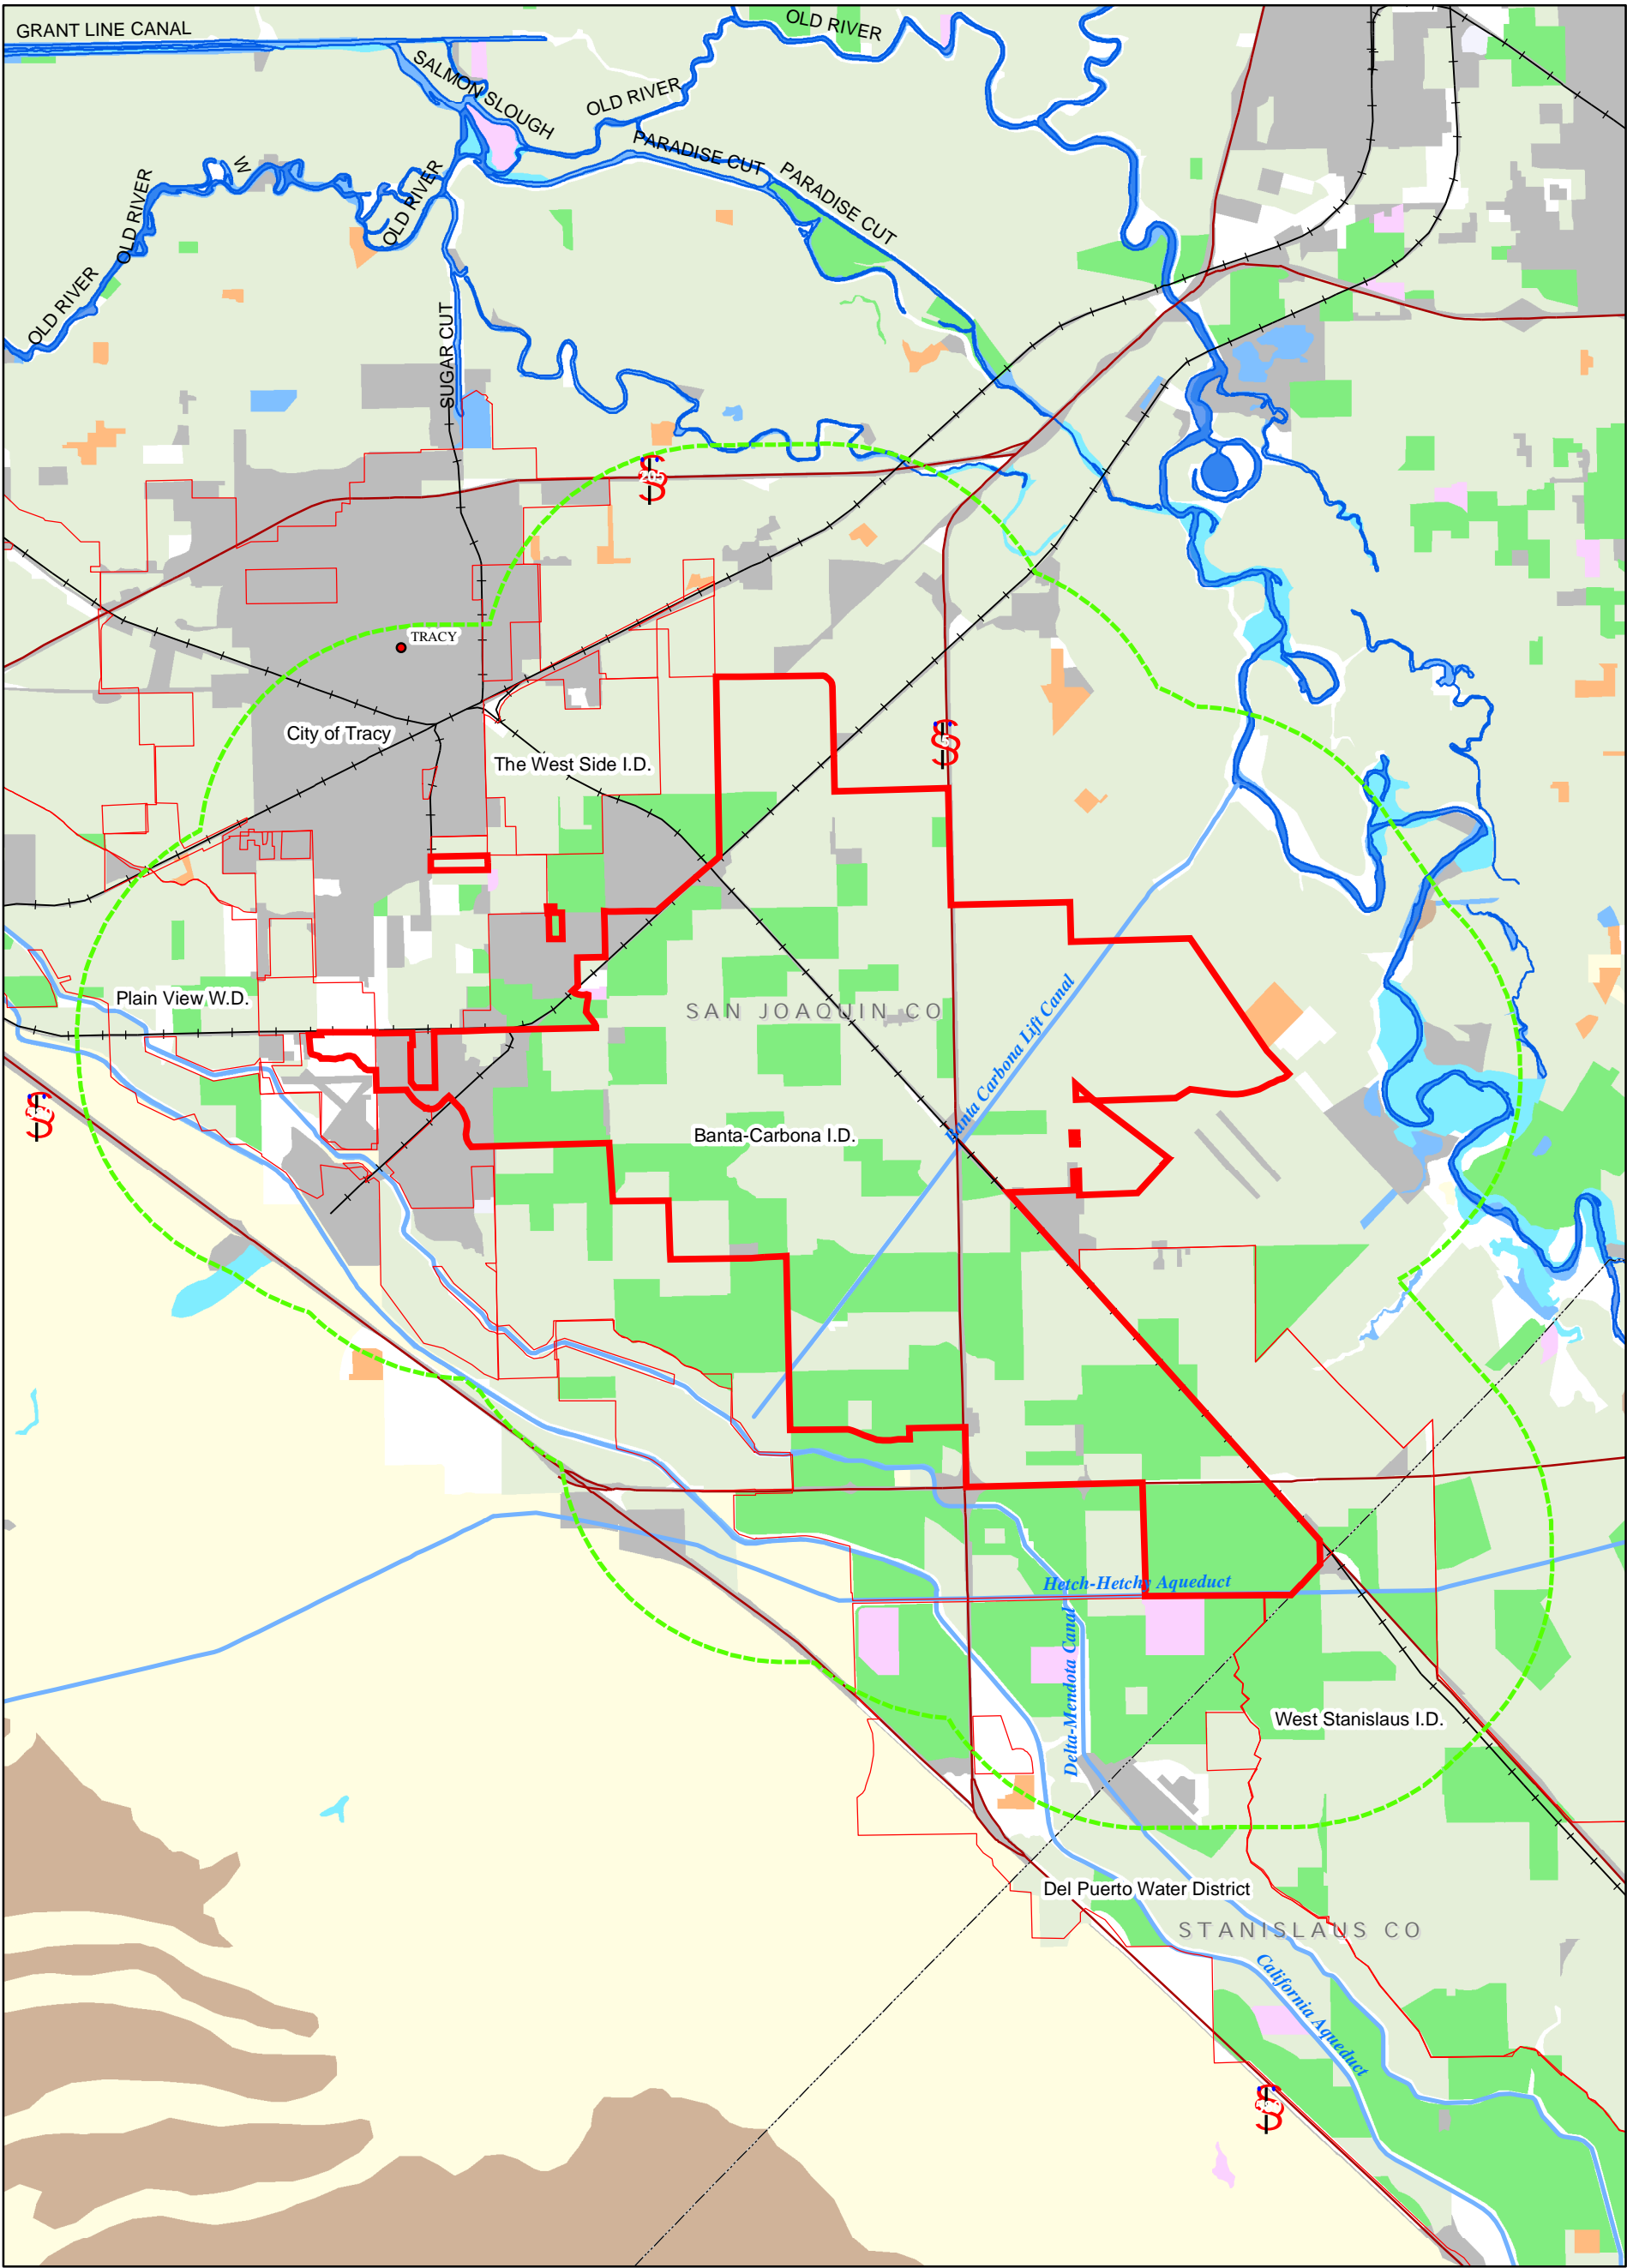 GRANT LINE CANAL
OLD RIVER
SALMON SLOUGH
OLD RIVER
PARADISE CUT
PARADISE CUT
W
OLD RIVER
OLD RIVER
OLD RIVER
SUGAR CUT
205
TRACY
City of Tracy
The West Side I.D.
5
Plain View W.D.
SAN JOAQUIN CO
Banta Carbona Lift Canal
Banta-Carbona I.D.
Hetch-Hetchy Aqueduct
Delta-Mendota Canal
West Stanislaus I.D.
Del Puerto Water District
STANISLAUS CO
California Aqueduct